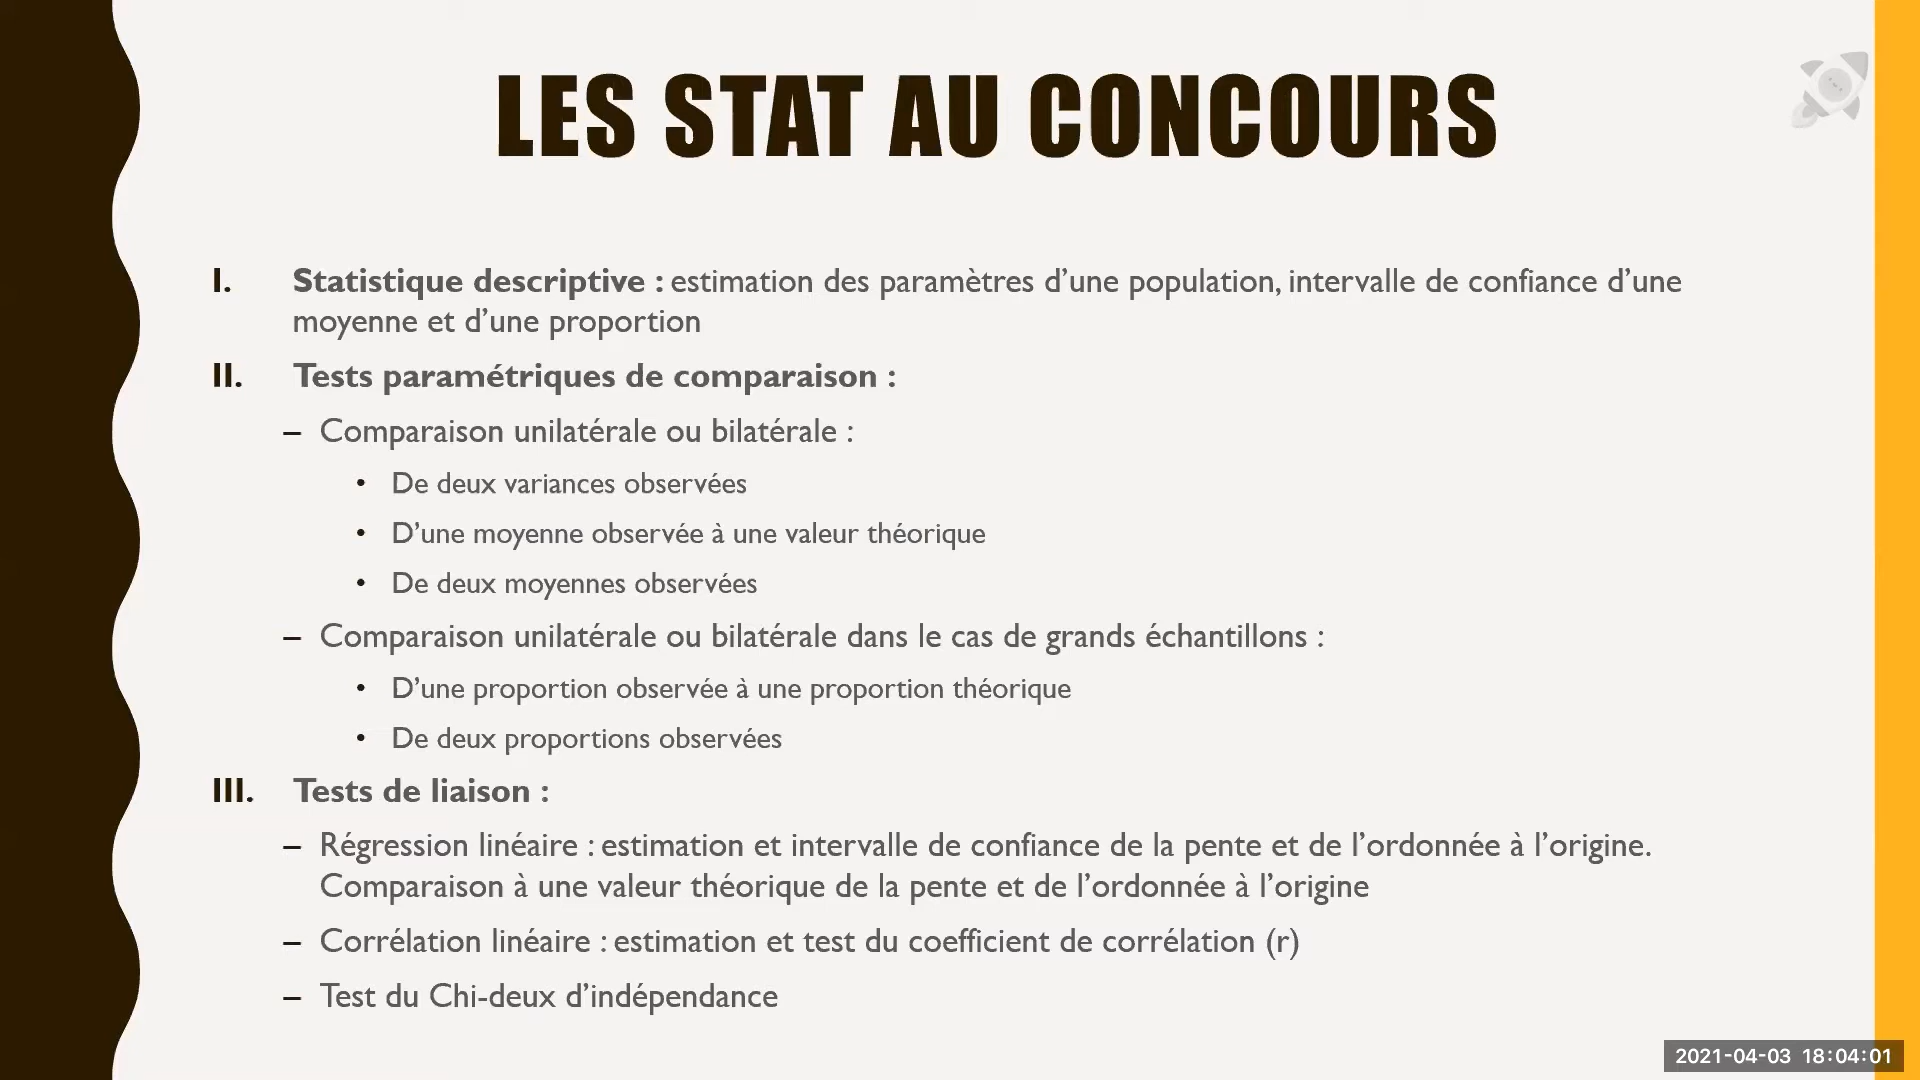 LES STAT AU CONCOURS
I. Statistique descriptive : estimation des paramètres d’une population, intervalle de confiance d’une
moyenne et d’une proportion
II. Tests paramétriques de comparaison :
– Comparaison unilatérale ou bilatérale :
• De deux variances observées
• D’une moyenne observée à une valeur théorique
• De deux moyennes observées
– Comparaison unilatérale ou bilatérale dans le cas de grands échantillons :
• D’une proportion observée à une proportion théorique
• De deux proportions observées
III. Tests de liaison :
– Régression linéaire : estimation et intervalle de confiance de la pente et de l’ordonnée à l’origine.
Comparaison à une valeur théorique de la pente et de l’ordonnée à l’origine
– Corrélation linéaire : estimation et test du coefficient de corrélation (r)
– Test du Chi-deux d’indépendance
2021-04-03 18:04:01